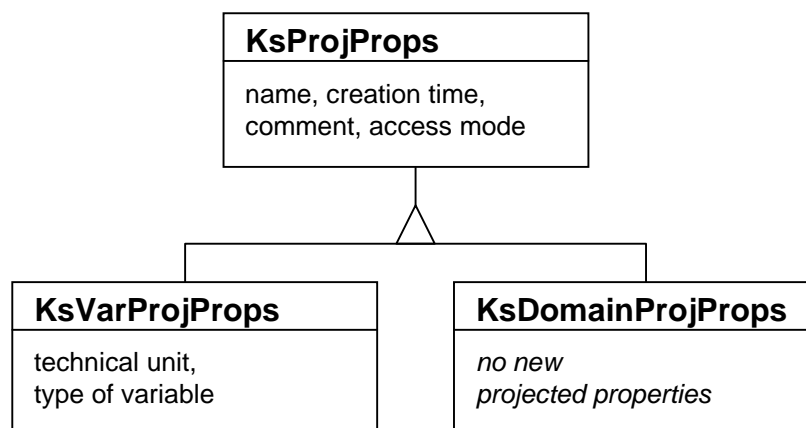 KsProjProps
name, creation time,
comment, access mode
KsVarProjProps
technical unit,
type of variable
KsDomainProjProps
no new
projected properties